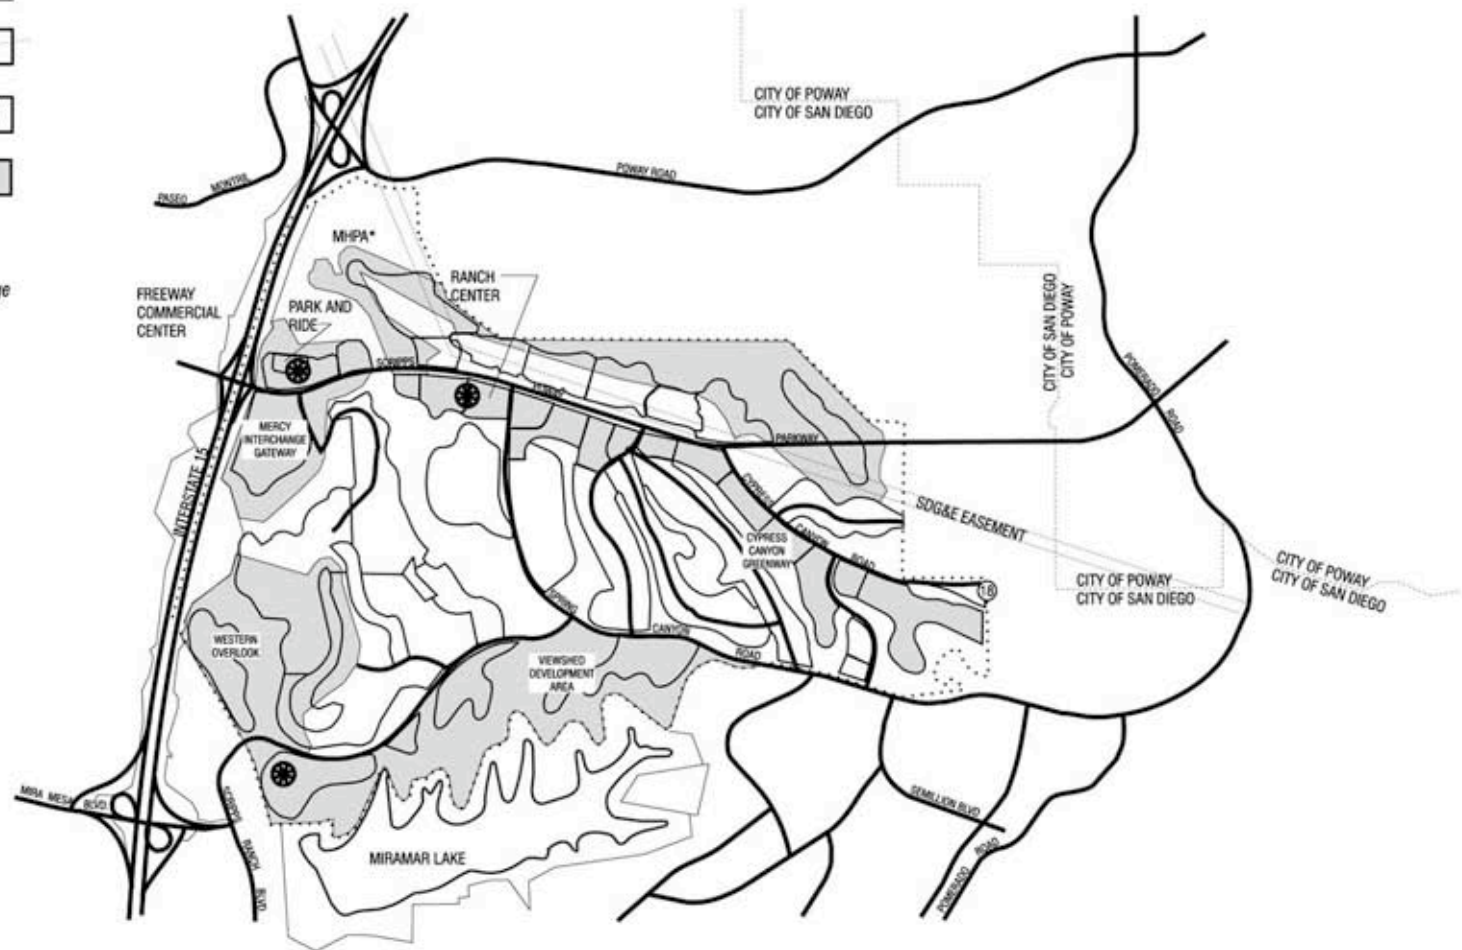 CITY OF POWAY
CITY OF SAN DIEGO
POWAY ROAD
PASEO MONTRIL
MHPA*
RANCH
CENTER
FREEWAY
COMMERCIAL
CENTER
PARK AND
RIDE
CITY OF SAN DIEGO
CITY OF POWAY
SCRIPPS
PARKWAY
POMERADO ROAD
MERCY
INTERCHANGE
GATEWAY
INTERSTATE 15
SDG&E EASEMENT
CYPRESS CANYON ROAD
CYPRESS
CANYON
GREENWAY
CITY OF POWAY
CITY OF SAN DIEGO
CITY OF POWAY
CITY OF SAN DIEGO
18
SPRING CANYON ROAD
WESTERN
OVERLOOK
VIEWSHED
DEVELOPMENT
AREA
MIRA MESA BLVD.
SCRIPPS RANCH BLVD.
SEMILLION BLVD
MIRAMAR LAKE
POMERADO ROAD